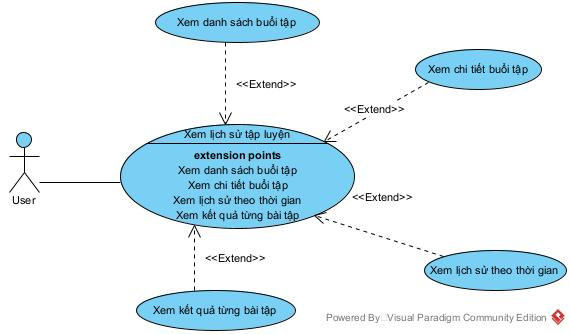 Xem danh sách buổi tập
<<Extend>>
Xem chi tiết buổi tập
<<Extend>>
Xem lịch sử tập luyện
extension points
Xem danh sách buổi tập
Xem chi tiết buổi tập
Xem lịch sử theo thời gian
Xem kết quả từng bài tập
User
<<Extend>>
<<Extend>>
Xem lịch sử theo thời gian
Xem kết quả từng bài tập
Powered By Visual Paradigm Community Edition